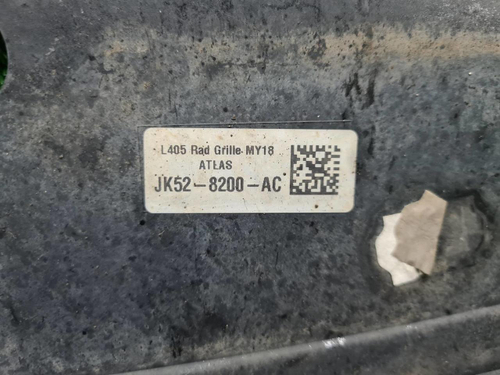 L405 Rad Grille MY18
ATLAS
JK52-8200-AC